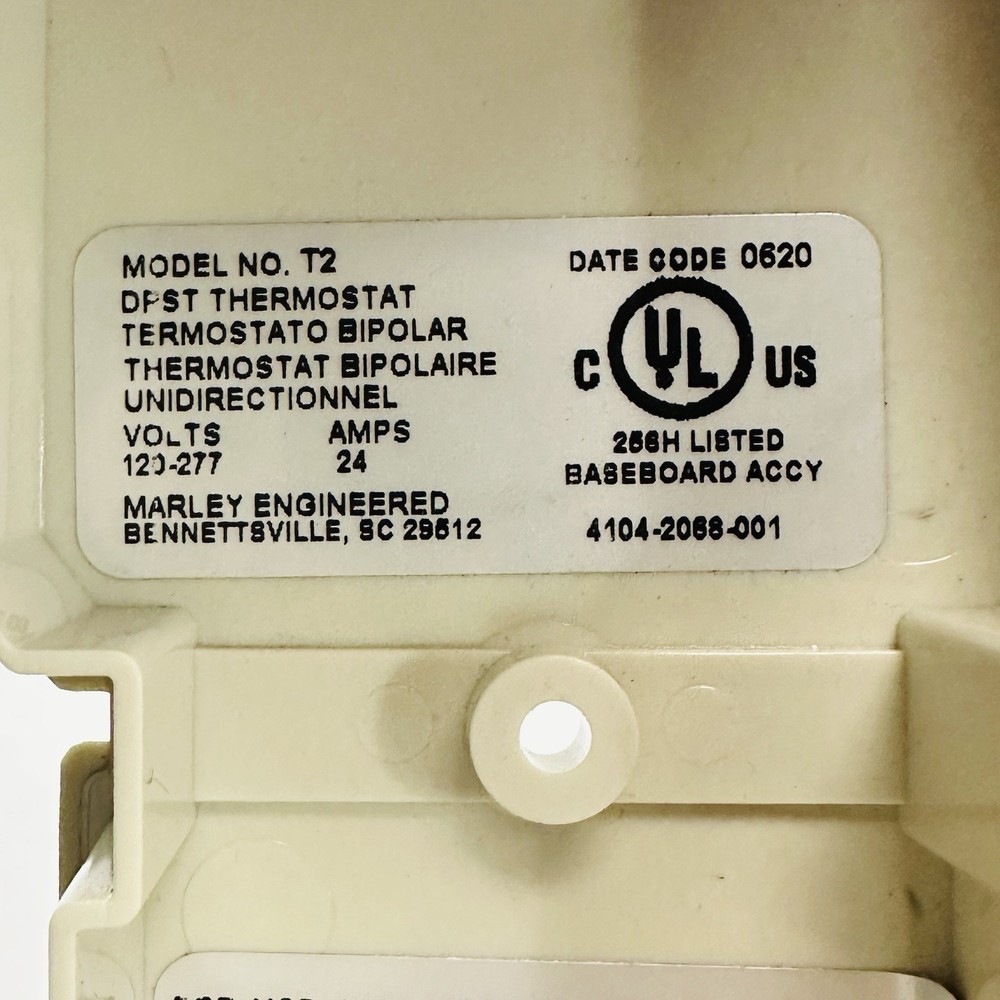 MODEL NO. T2
DPST THERMOSTAT
TERMOSTATO BIPOLAR
THERMOSTAT BIPOLAIRE
UNIDIRECTIONNEL
VOLTS AMPS
120-277 24
MARLEY ENGINEERED
BENNETTSVILLE, SC 29512
DATE CODE 0620
C UL US
256H LISTED
BASEBOARD ACCY
4104-2068-001